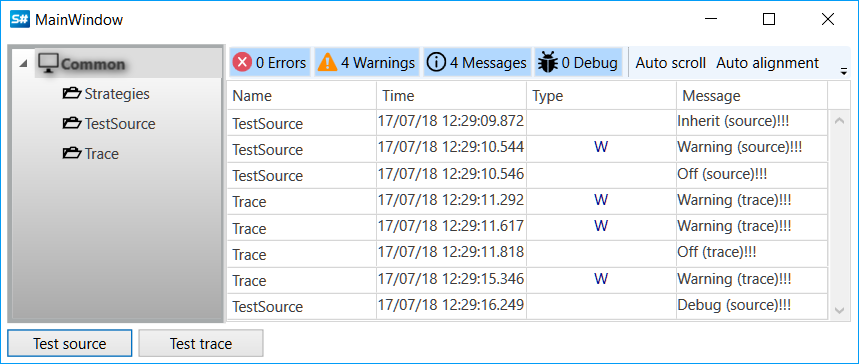 S# MainWindow
Common
Strategies
TestSource
Trace
0 Errors 4 Warnings 4 Messages 0 Debug Auto scroll Auto alignment
Name Time Type Message
TestSource 17/07/18 12:29:09.872 Inherit (source)!!!
TestSource 17/07/18 12:29:10.544 W Warning (source)!!!
TestSource 17/07/18 12:29:10.546 Off (source)!!!
Trace 17/07/18 12:29:11.292 W Warning (trace)!!!
Trace 17/07/18 12:29:11.617 W Warning (trace)!!!
Trace 17/07/18 12:29:11.818 Off (trace)!!!
Trace 17/07/18 12:29:15.346 W Warning (trace)!!!
TestSource 17/07/18 12:29:16.249 Debug (source)!!!
Test source Test trace